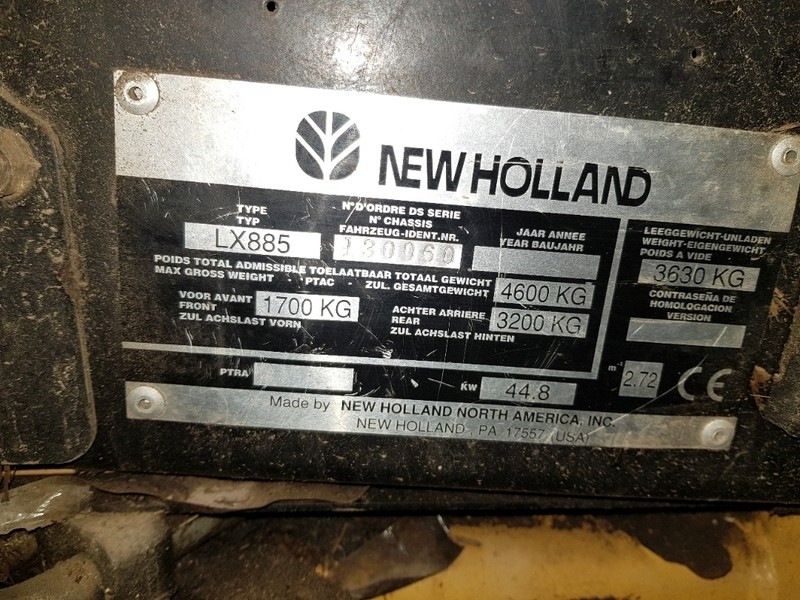 NEW HOLLAND
TYPE
TYP
LX885
N° D'ORDRE DS SERIE
N° CHASSIS
FAHRZEUG-IDENT.NR.
130060
JAAR ANNEE
YEAR BAUJAHR
LEEGGEWICHT-UNLADEN
WEIGHT-EIGENGEWICHT
POIDS A VIDE
3630 KG
POIDS TOTAL ADMISSIBLE TOELAATBAAR TOTAAL GEWICHT
MAX GROSS WEIGHT PTAC ZUL. GESAMTGEWICHT
4600 KG
VOOR AVANT
FRONT
ZUL ACHSLAST VORN
1700 KG
ACHTER ARRIERE
REAR
ZUL ACHSLAST HINTEN
3200 KG
CONTRASEÑA DE
HOMOLOGACION
VERSION
PTRA
KW
44.8
m⁻¹
2.72
CE
Made by NEW HOLLAND NORTH AMERICA, INC.
NEW HOLLAND, PA 17557 (USA)